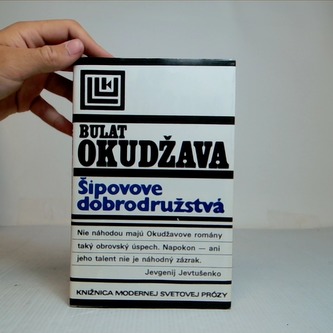 BULAT
OKUDŽAVA
Šipovove
dobrodružstvá
Nie náhodou majú Okudžavove romány
taký obrovský úspech. Napokon — ani
jeho talent nie je náhodný zázrak.
Jevgenij Jevtušenko
KNIŽNICA MODERNEJ SVETOVEJ PRÓZY